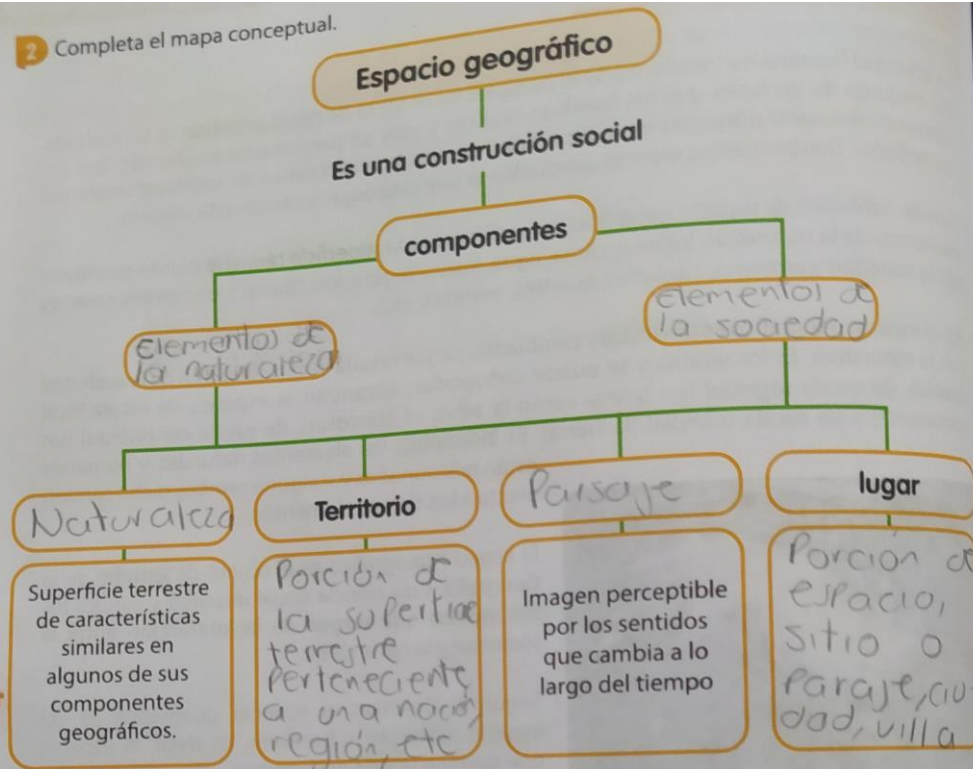 2 Completa el mapa conceptual.
Espacio geográfico
Es una construcción social
componentes
Elementos de
la naturaleza
Elementos de
la sociedad
Naturaleza
Territorio
Paisaje
lugar
Superficie terrestre
de características
similares en
algunos de sus
componentes
geográficos.
Porción de
la superficie
terrestre
Perteneciente
a una nación,
región, etc
Imagen perceptible
por los sentidos
que cambia a lo
largo del tiempo
Porción de
espacio,
sitio o
paraje, ciu
dad, villa